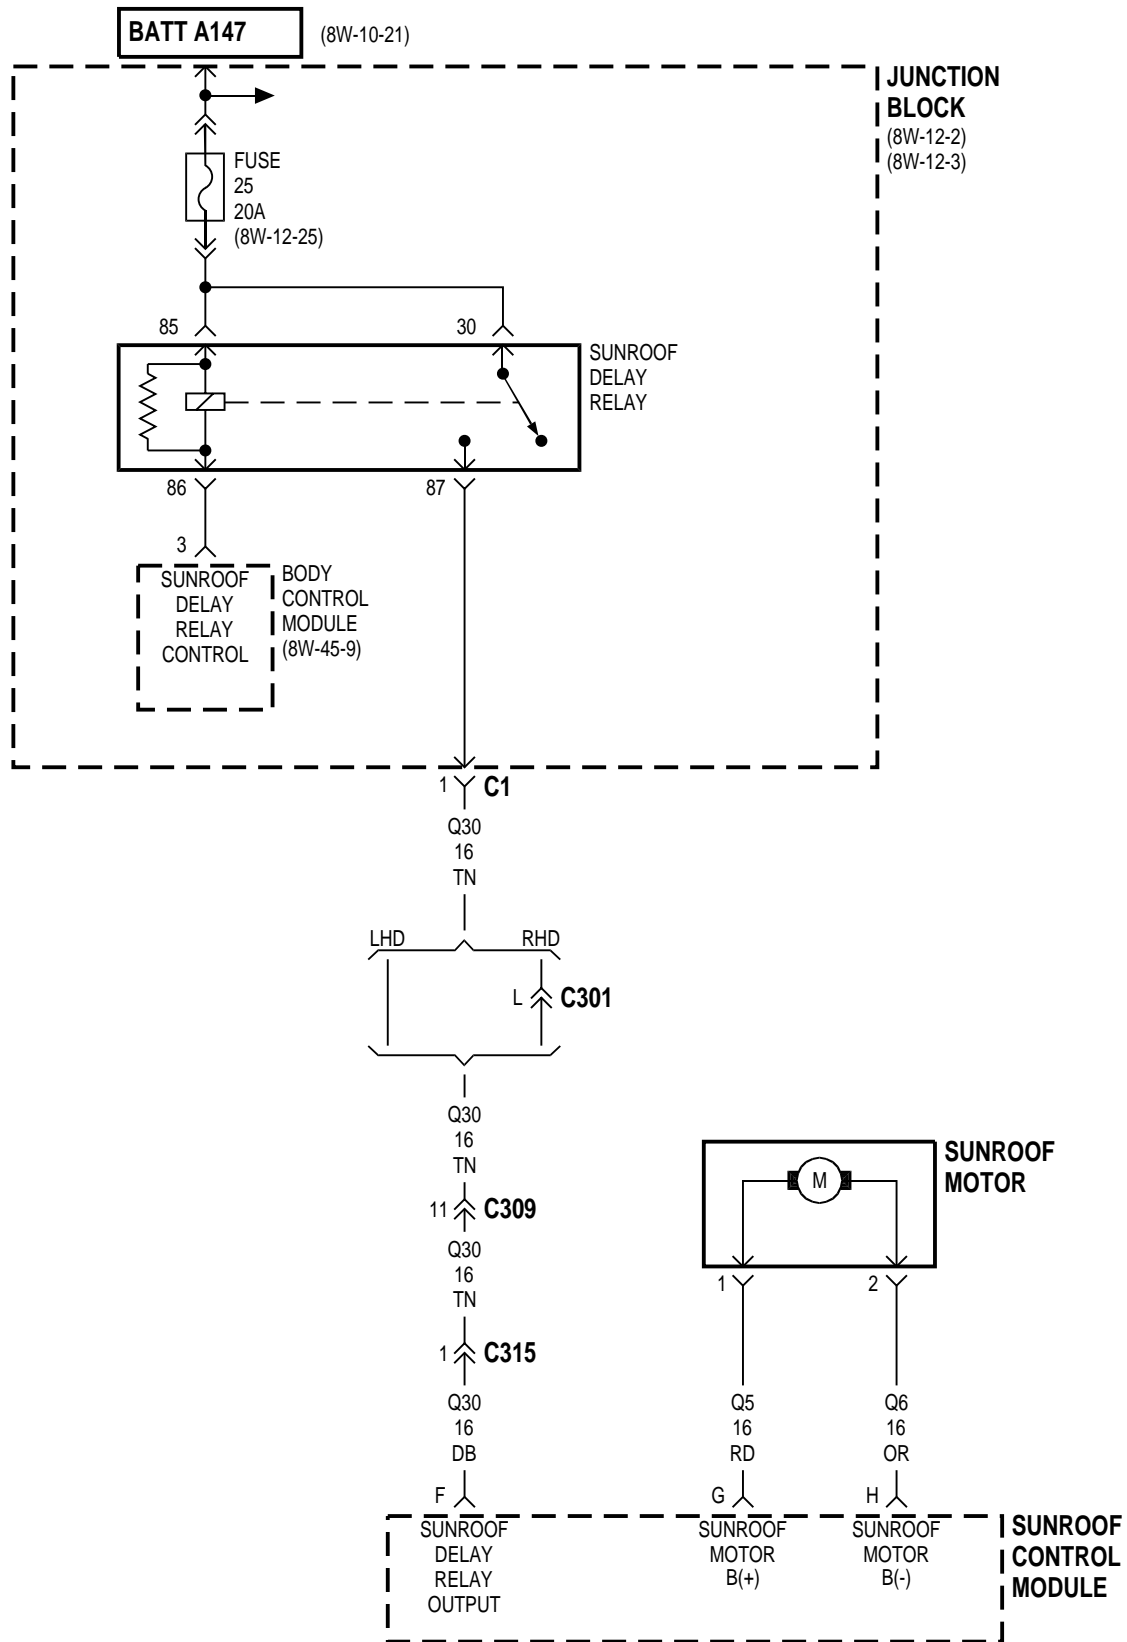 BATT A147
(8W-10-21)
JUNCTION
BLOCK
(8W-12-2)
(8W-12-3)
FUSE
25
20A
(8W-12-25)
85
30
SUNROOF
DELAY
RELAY
86
87
3
SUNROOF
DELAY
RELAY
CONTROL
BODY
CONTROL
MODULE
(8W-45-9)
1
C1
Q30
16
TN
LHD
RHD
L
C301
Q30
16
TN
11
C309
Q30
16
TN
1
C315
Q30
16
DB
F
M
SUNROOF
MOTOR
1
2
Q5
16
RD
Q6
16
OR
G
H
SUNROOF
DELAY
RELAY
OUTPUT
SUNROOF
MOTOR
B(+)
SUNROOF
MOTOR
B(-)
SUNROOF
CONTROL
MODULE